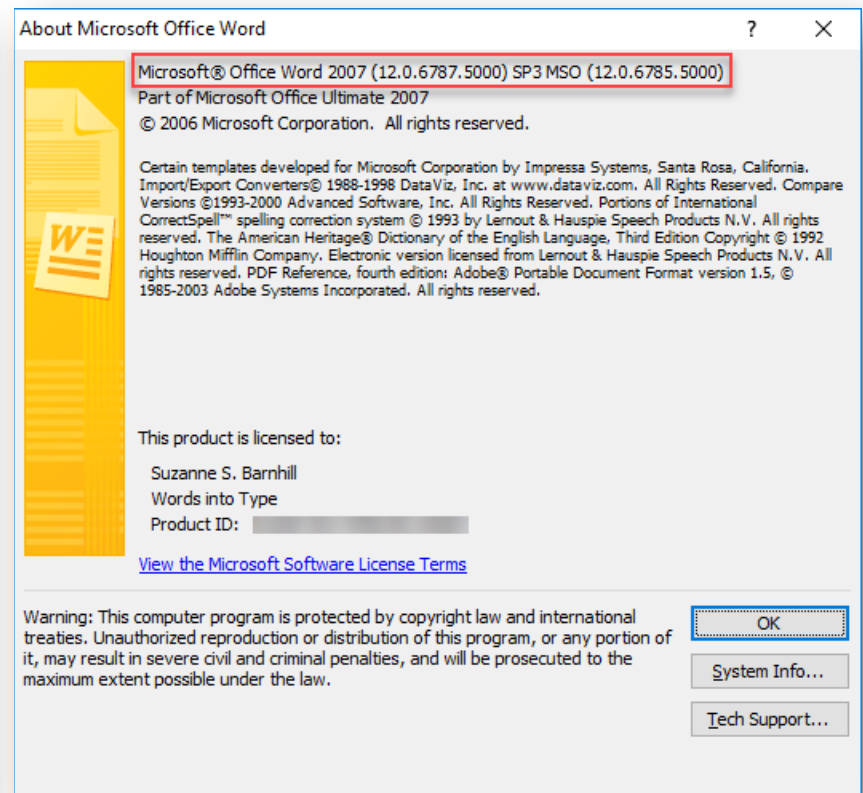 About Microsoft Office Word
?
Microsoft® Office Word 2007 (12.0.6787.5000) SP3 MSO (12.0.6785.5000)
Part of Microsoft Office Ultimate 2007
© 2006 Microsoft Corporation. All rights reserved.
Certain templates developed for Microsoft Corporation by Impressa Systems, Santa Rosa, California.
Import/Export Converters© 1988-1998 DataViz, Inc. at www.dataviz.com. All Rights Reserved. Compare
Versions ©1993-2000 Advanced Software, Inc. All Rights Reserved. Portions of International
CorrectSpell™ spelling correction system © 1993 by Lernout & Hauspie Speech Products N.V. All rights
reserved. The American Heritage® Dictionary of the English Language, Third Edition Copyright © 1992
Houghton Mifflin Company. Electronic version licensed from Lernout & Hauspie Speech Products N.V. All
rights reserved. PDF Reference, fourth edition: Adobe® Portable Document Format version 1.5, ©
1985-2003 Adobe Systems Incorporated. All rights reserved.
W
This product is licensed to:
Suzanne S. Barnhill
Words into Type
Product ID:
View the Microsoft Software License Terms
Warning: This computer program is protected by copyright law and international
treaties. Unauthorized reproduction or distribution of this program, or any portion of
it, may result in severe civil and criminal penalties, and will be prosecuted to the
maximum extent possible under the law.
OK
System Info...
Tech Support...